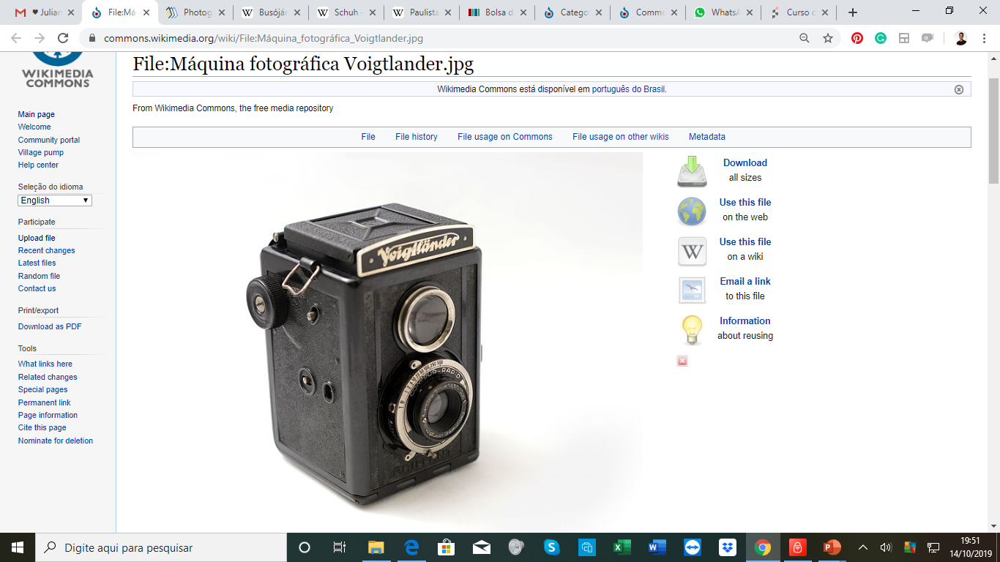 ♥ Julian
File:Má
Photog
Busójár
Schuh -
Paulista
Bolsa d
Catego
Commo
WhatsA
Curso d
commons.wikimedia.org/wiki/File:Máquina_fotográfica_Voigtlander.jpg
WIKIMEDIA
COMMONS
Main page
Welcome
Community portal
Village pump
Help center
Seleção do idioma
English
Participate
Upload file
Recent changes
Latest files
Random file
Contact us
Print/export
Download as PDF
Tools
What links here
Related changes
Special pages
Permanent link
Page information
Cite this page
Nominate for deletion
File:Máquina fotográfica Voigtlander.jpg
Wikimedia Commons está disponível em português do Brasil.
From Wikimedia Commons, the free media repository
File File history File usage on Commons File usage on other wikis Metadata
Voigtländer
COMPUR-RAPID
BRILLANT
Download
all sizes
Use this file
on the web
W
Use this file
on a wiki
Email a link
to this file
Information
about reusing
Digite aqui para pesquisar
19:51
14/10/2019